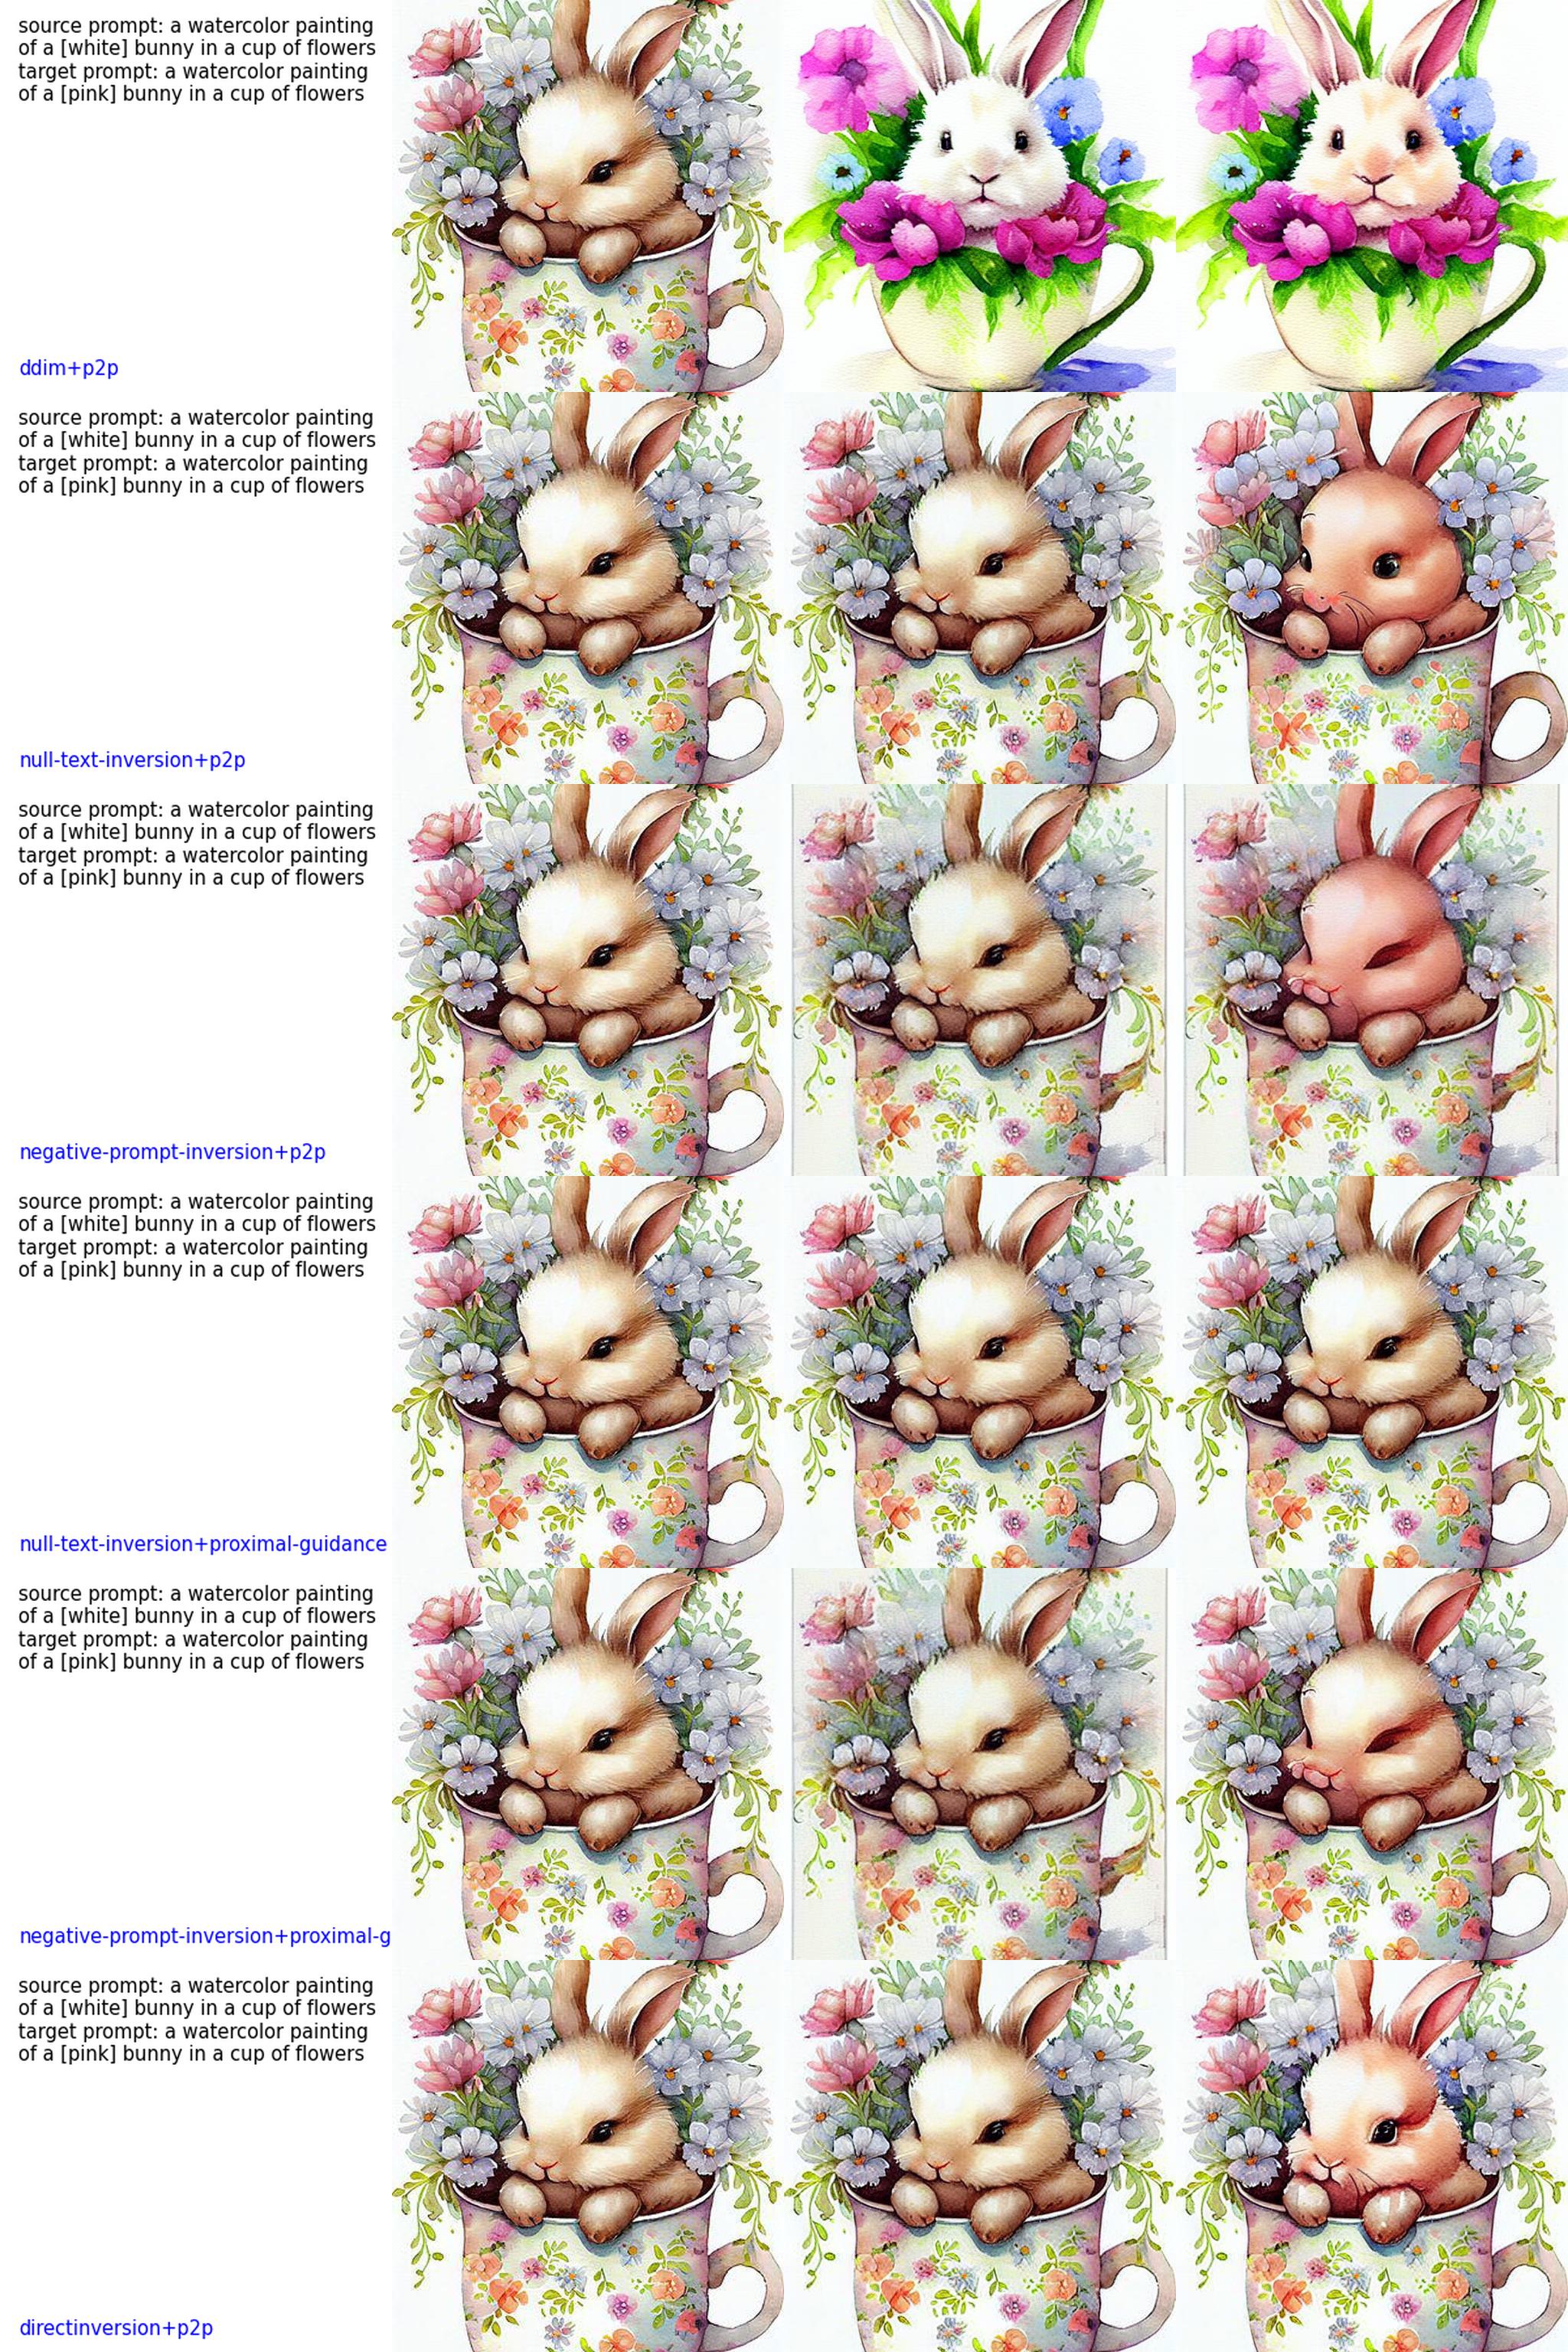 source prompt: a watercolor painting
of a [white] bunny in a cup of flowers
target prompt: a watercolor painting
of a [pink] bunny in a cup of flowers
ddim+p2p
source prompt: a watercolor painting
of a [white] bunny in a cup of flowers
target prompt: a watercolor painting
of a [pink] bunny in a cup of flowers
null-text-inversion+p2p
source prompt: a watercolor painting
of a [white] bunny in a cup of flowers
target prompt: a watercolor painting
of a [pink] bunny in a cup of flowers
negative-prompt-inversion+p2p
source prompt: a watercolor painting
of a [white] bunny in a cup of flowers
target prompt: a watercolor painting
of a [pink] bunny in a cup of flowers
null-text-inversion+proximal-guidance
source prompt: a watercolor painting
of a [white] bunny in a cup of flowers
target prompt: a watercolor painting
of a [pink] bunny in a cup of flowers
negative-prompt-inversion+proximal-g
source prompt: a watercolor painting
of a [white] bunny in a cup of flowers
target prompt: a watercolor painting
of a [pink] bunny in a cup of flowers
directinversion+p2p